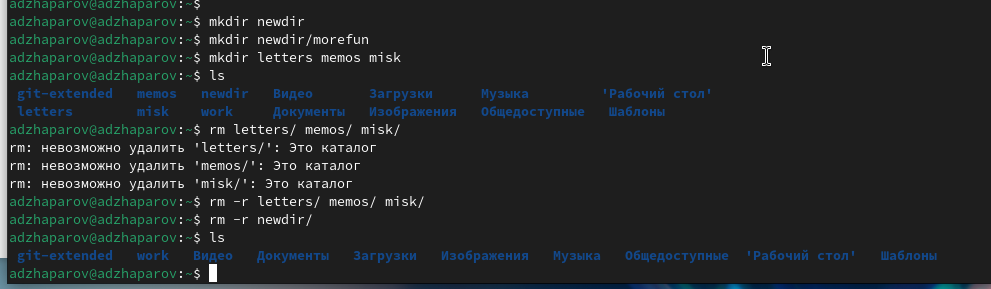 adzhaparov@adzhaparov:~$
adzhaparov@adzhaparov:~$ mkdir newdir
adzhaparov@adzhaparov:~$ mkdir newdir/morefun
adzhaparov@adzhaparov:~$ mkdir letters memos misk
adzhaparov@adzhaparov:~$ ls
git-extended memos newdir Видео Загрузки Музыка 'Рабочий стол'
letters misk work Документы Изображения Общедоступные Шаблоны
adzhaparov@adzhaparov:~$ rm letters/ memos/ misk/
rm: невозможно удалить 'letters/': Это каталог
rm: невозможно удалить 'memos/': Это каталог
rm: невозможно удалить 'misk/': Это каталог
adzhaparov@adzhaparov:~$ rm -r letters/ memos/ misk/
adzhaparov@adzhaparov:~$ rm -r newdir/
adzhaparov@adzhaparov:~$ ls
git-extended work Видео Документы Загрузки Изображения Музыка Общедоступные 'Рабочий стол' Шаблоны
adzhaparov@adzhaparov:~$